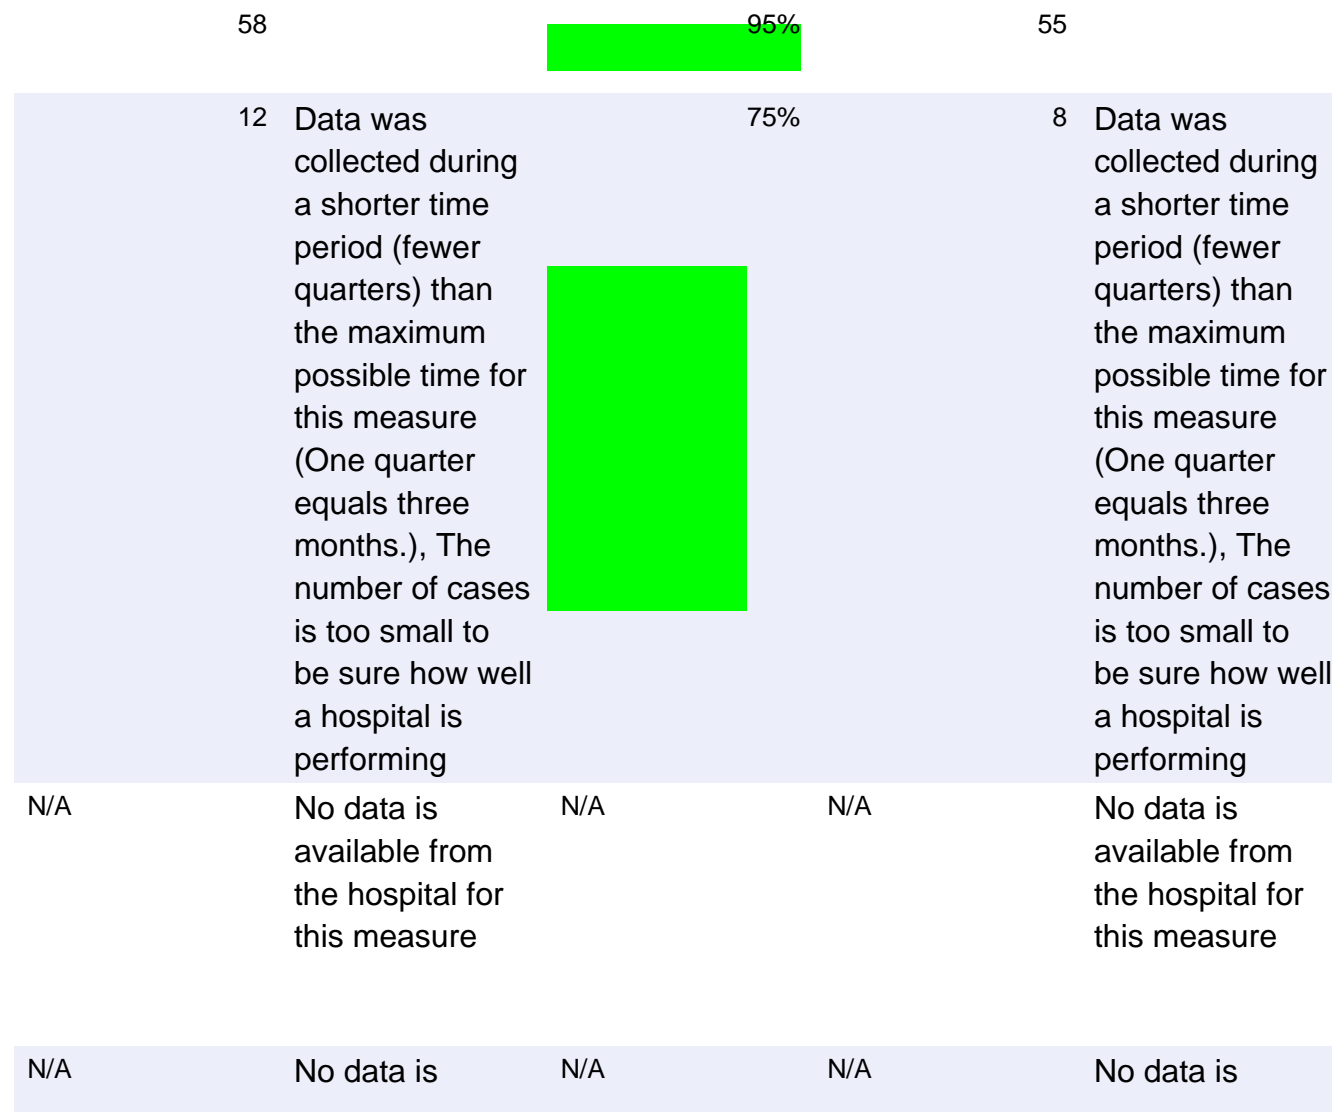 58 95% 55
12 Data was 75% 8 Data was
collected during collected during
a shorter time a shorter time
period (fewer period (fewer
quarters) than quarters) than
the maximum the maximum
possible time for possible time for
this measure this measure
(One quarter (One quarter
equals three equals three
months.), The months.), The
number of cases number of cases
is too small to is too small to
be sure how well be sure how well
a hospital is a hospital is
performing performing
N/A No data is N/A N/A No data is
available from available from
the hospital for the hospital for
this measure this measure
N/A No data is N/A N/A No data is